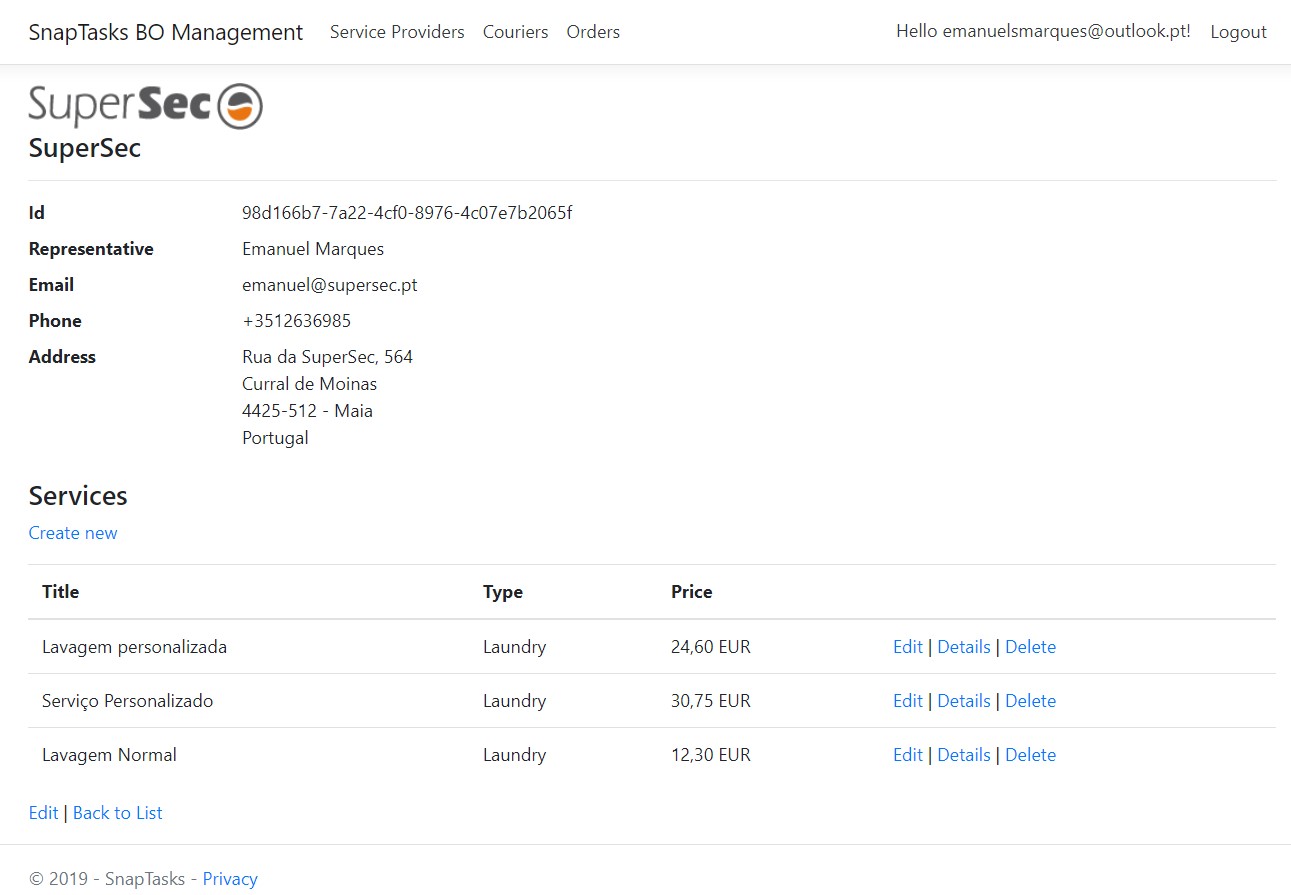 SnapTasks BO Management Service Providers Couriers Orders Hello emanuelsmarques@outlook.pt! Logout
SuperSec
SuperSec
Id 98d166b7-7a22-4cf0-8976-4c07e7b2065f
Representative Emanuel Marques
Email emanuel@supersec.pt
Phone +3512636985
Address Rua da SuperSec, 564
Curral de Moinas
4425-512 - Maia
Portugal
Services
Create new
Title Type Price
Lavagem personalizada Laundry 24,60 EUR Edit | Details | Delete
Serviço Personalizado Laundry 30,75 EUR Edit | Details | Delete
Lavagem Normal Laundry 12,30 EUR Edit | Details | Delete
Edit | Back to List
© 2019 - SnapTasks - Privacy